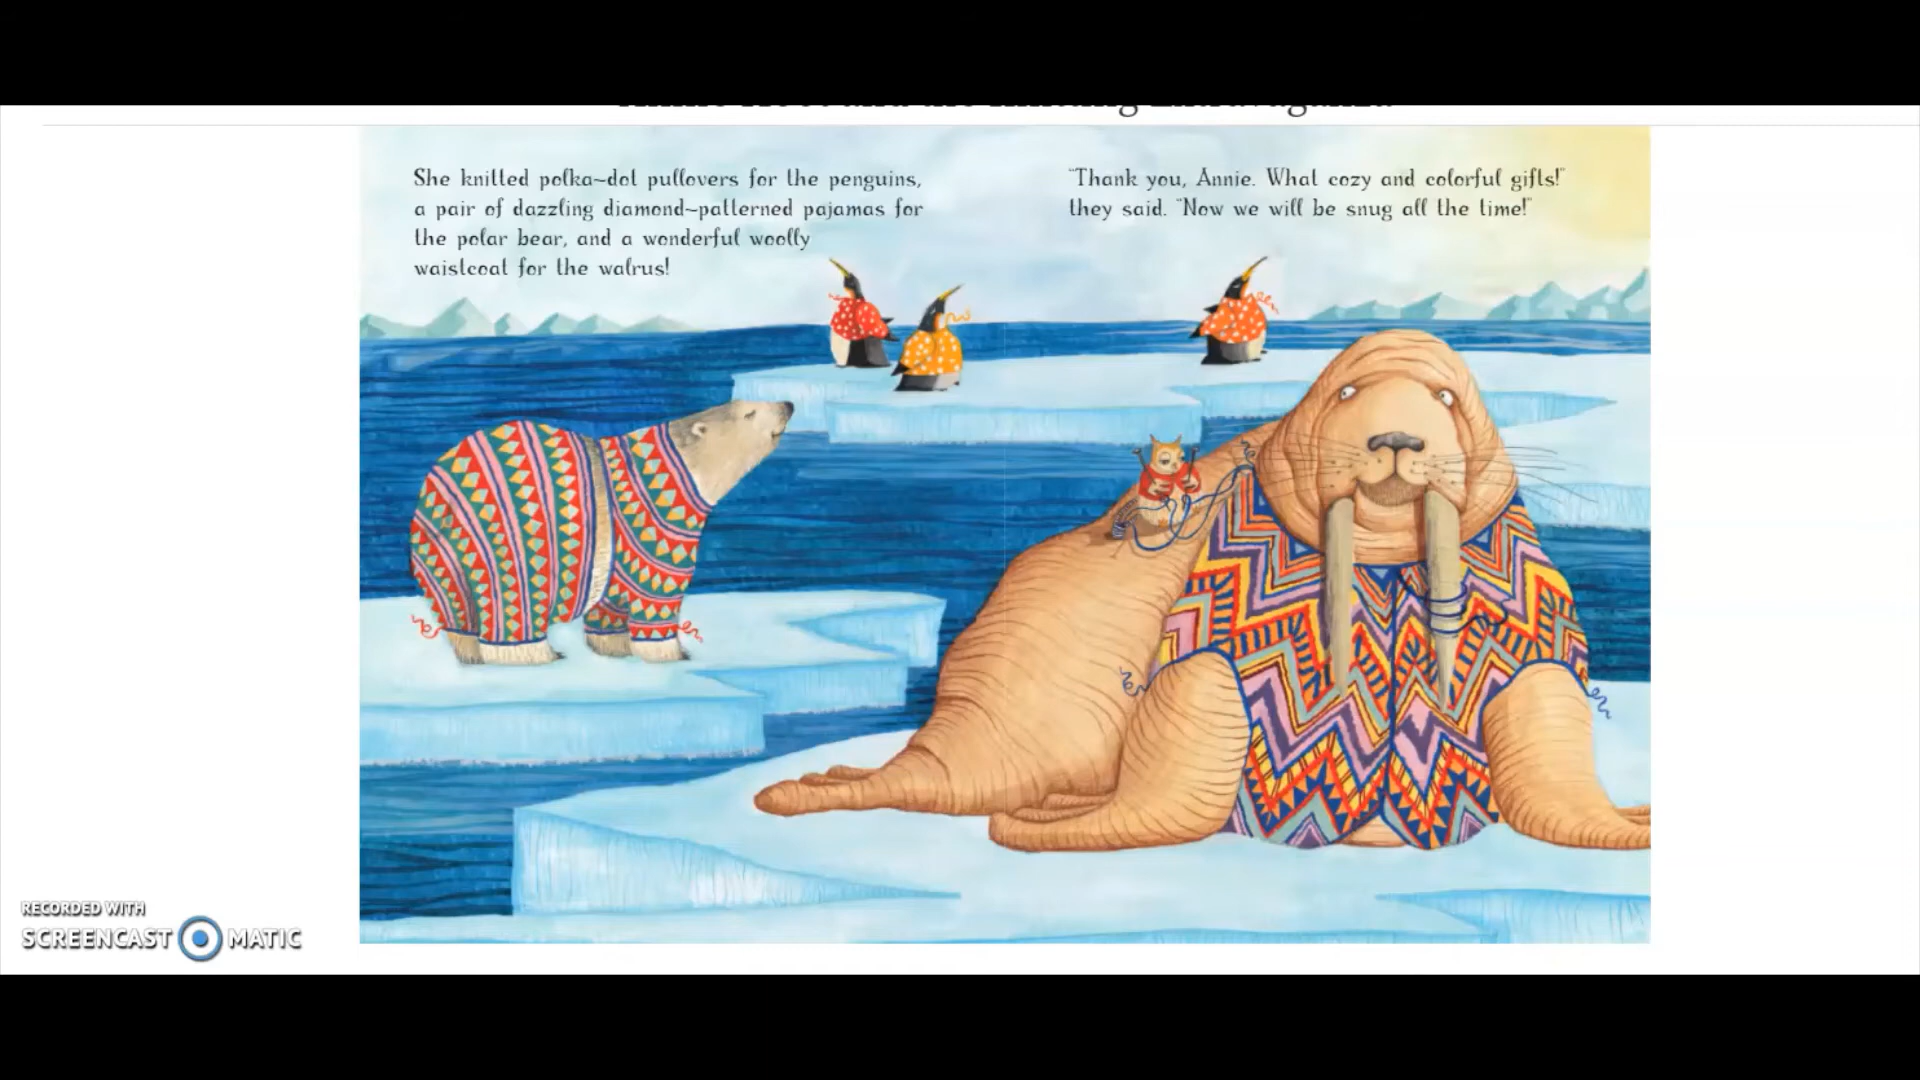 She knitted polka-dot pullovers for the penguins,
a pair of dazzling diamond-patterned pajamas for
the polar bear, and a wonderful woolly
waistcoat for the walrus!
"Thank you, Annie. What cozy and colorful gifts!"
they said. "Now we will be snug all the time!"
RECORDED WITH
SCREENCAST MATIC